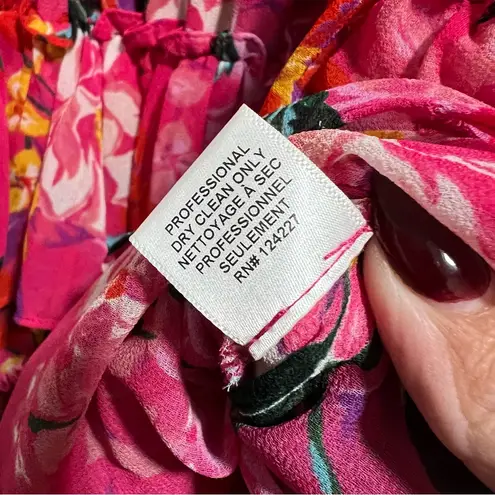 PROFESSIONAL
DRY CLEAN ONLY
NETTOYAGE A SEC
PROFESSIONNEL
SEULEMENT
RN# 124227